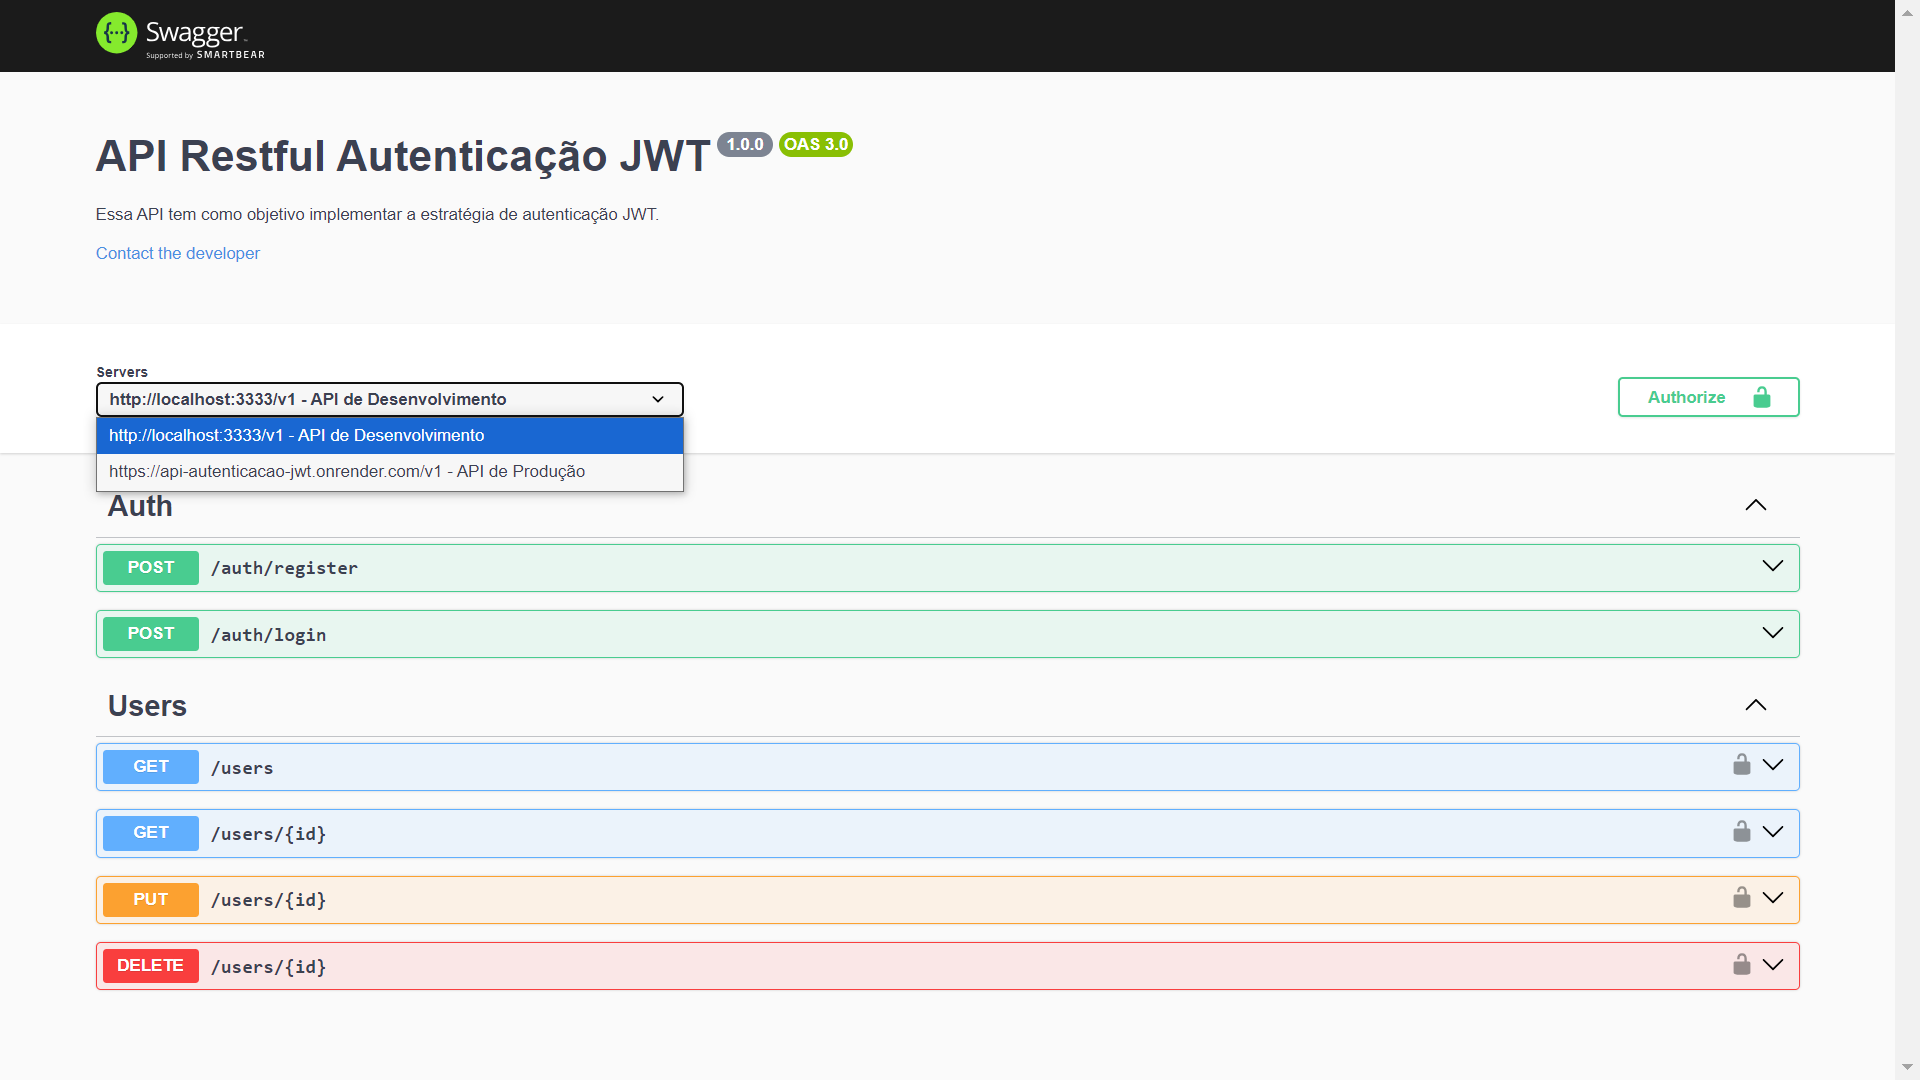 Swagger
Supported by SMARTBEAR
API Restful Autenticação JWT 1.0.0 OAS 3.0
Essa API tem como objetivo implementar a estratégia de autenticação JWT.
Contact the developer
Servers
http://localhost:3333/v1 - API de Desenvolvimento
Authorize
http://localhost:3333/v1 - API de Desenvolvimento
https://api-autenticacao-jwt.onrender.com/v1 - API de Produção
Auth
POST /auth/register
POST /auth/login
Users
GET /users
GET /users/{id}
PUT /users/{id}
DELETE /users/{id}